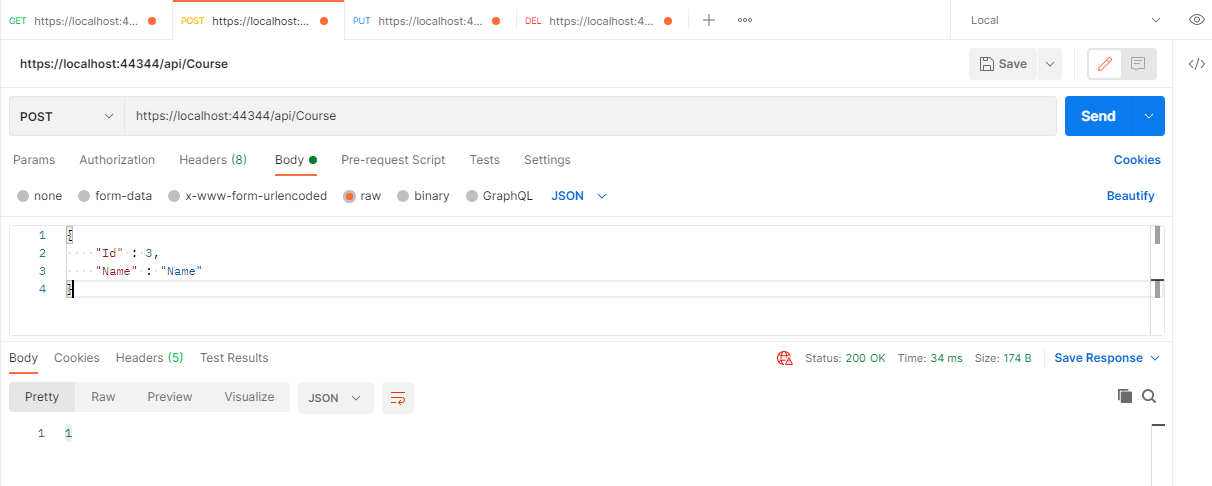 GET https://localhost:4... POST https://localhost:... PUT https://localhost:4... DEL https://localhost:4... + ooo Local
https://localhost:44344/api/Course Save </>
POST https://localhost:44344/api/Course Send
Params Authorization Headers (8) Body Pre-request Script Tests Settings Cookies
none form-data x-www-form-urlencoded raw binary GraphQL JSON Beautify
1 {
2 "Id" : 3,
3 "Name" : "Name"
4 }
Body Cookies Headers (5) Test Results Status: 200 OK Time: 34 ms Size: 174 B Save Response
Pretty Raw Preview Visualize JSON
1 1